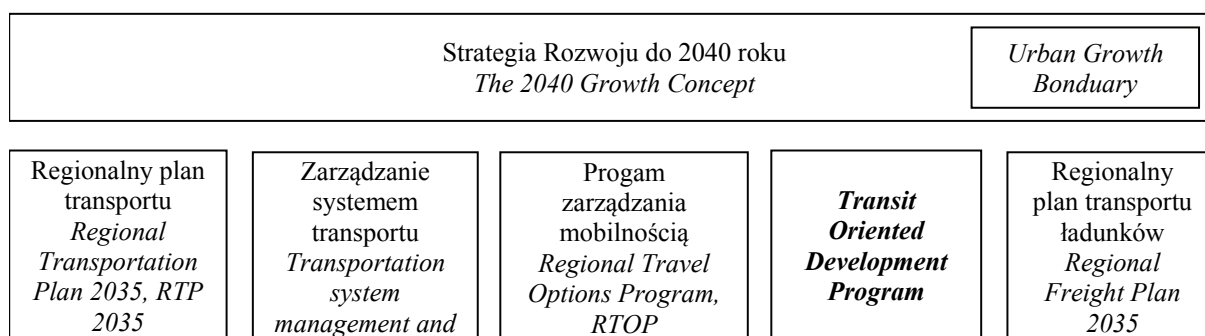 Strategia Rozwoju do 2040 roku
The 2040 Growth Concept
Urban Growth
Bonduary
Regionalny plan
transportu
Regional
Transportation
Plan 2035, RTP
2035
Zarządzanie
systemem
transportu
Transportation
system
management and
Progam
zarządzania
mobilnością
Regional Travel
Options Program,
RTOP
Transit
Oriented
Development
Program
Regionalny
plan transportu
ładunków
Regional
Freight Plan
2035